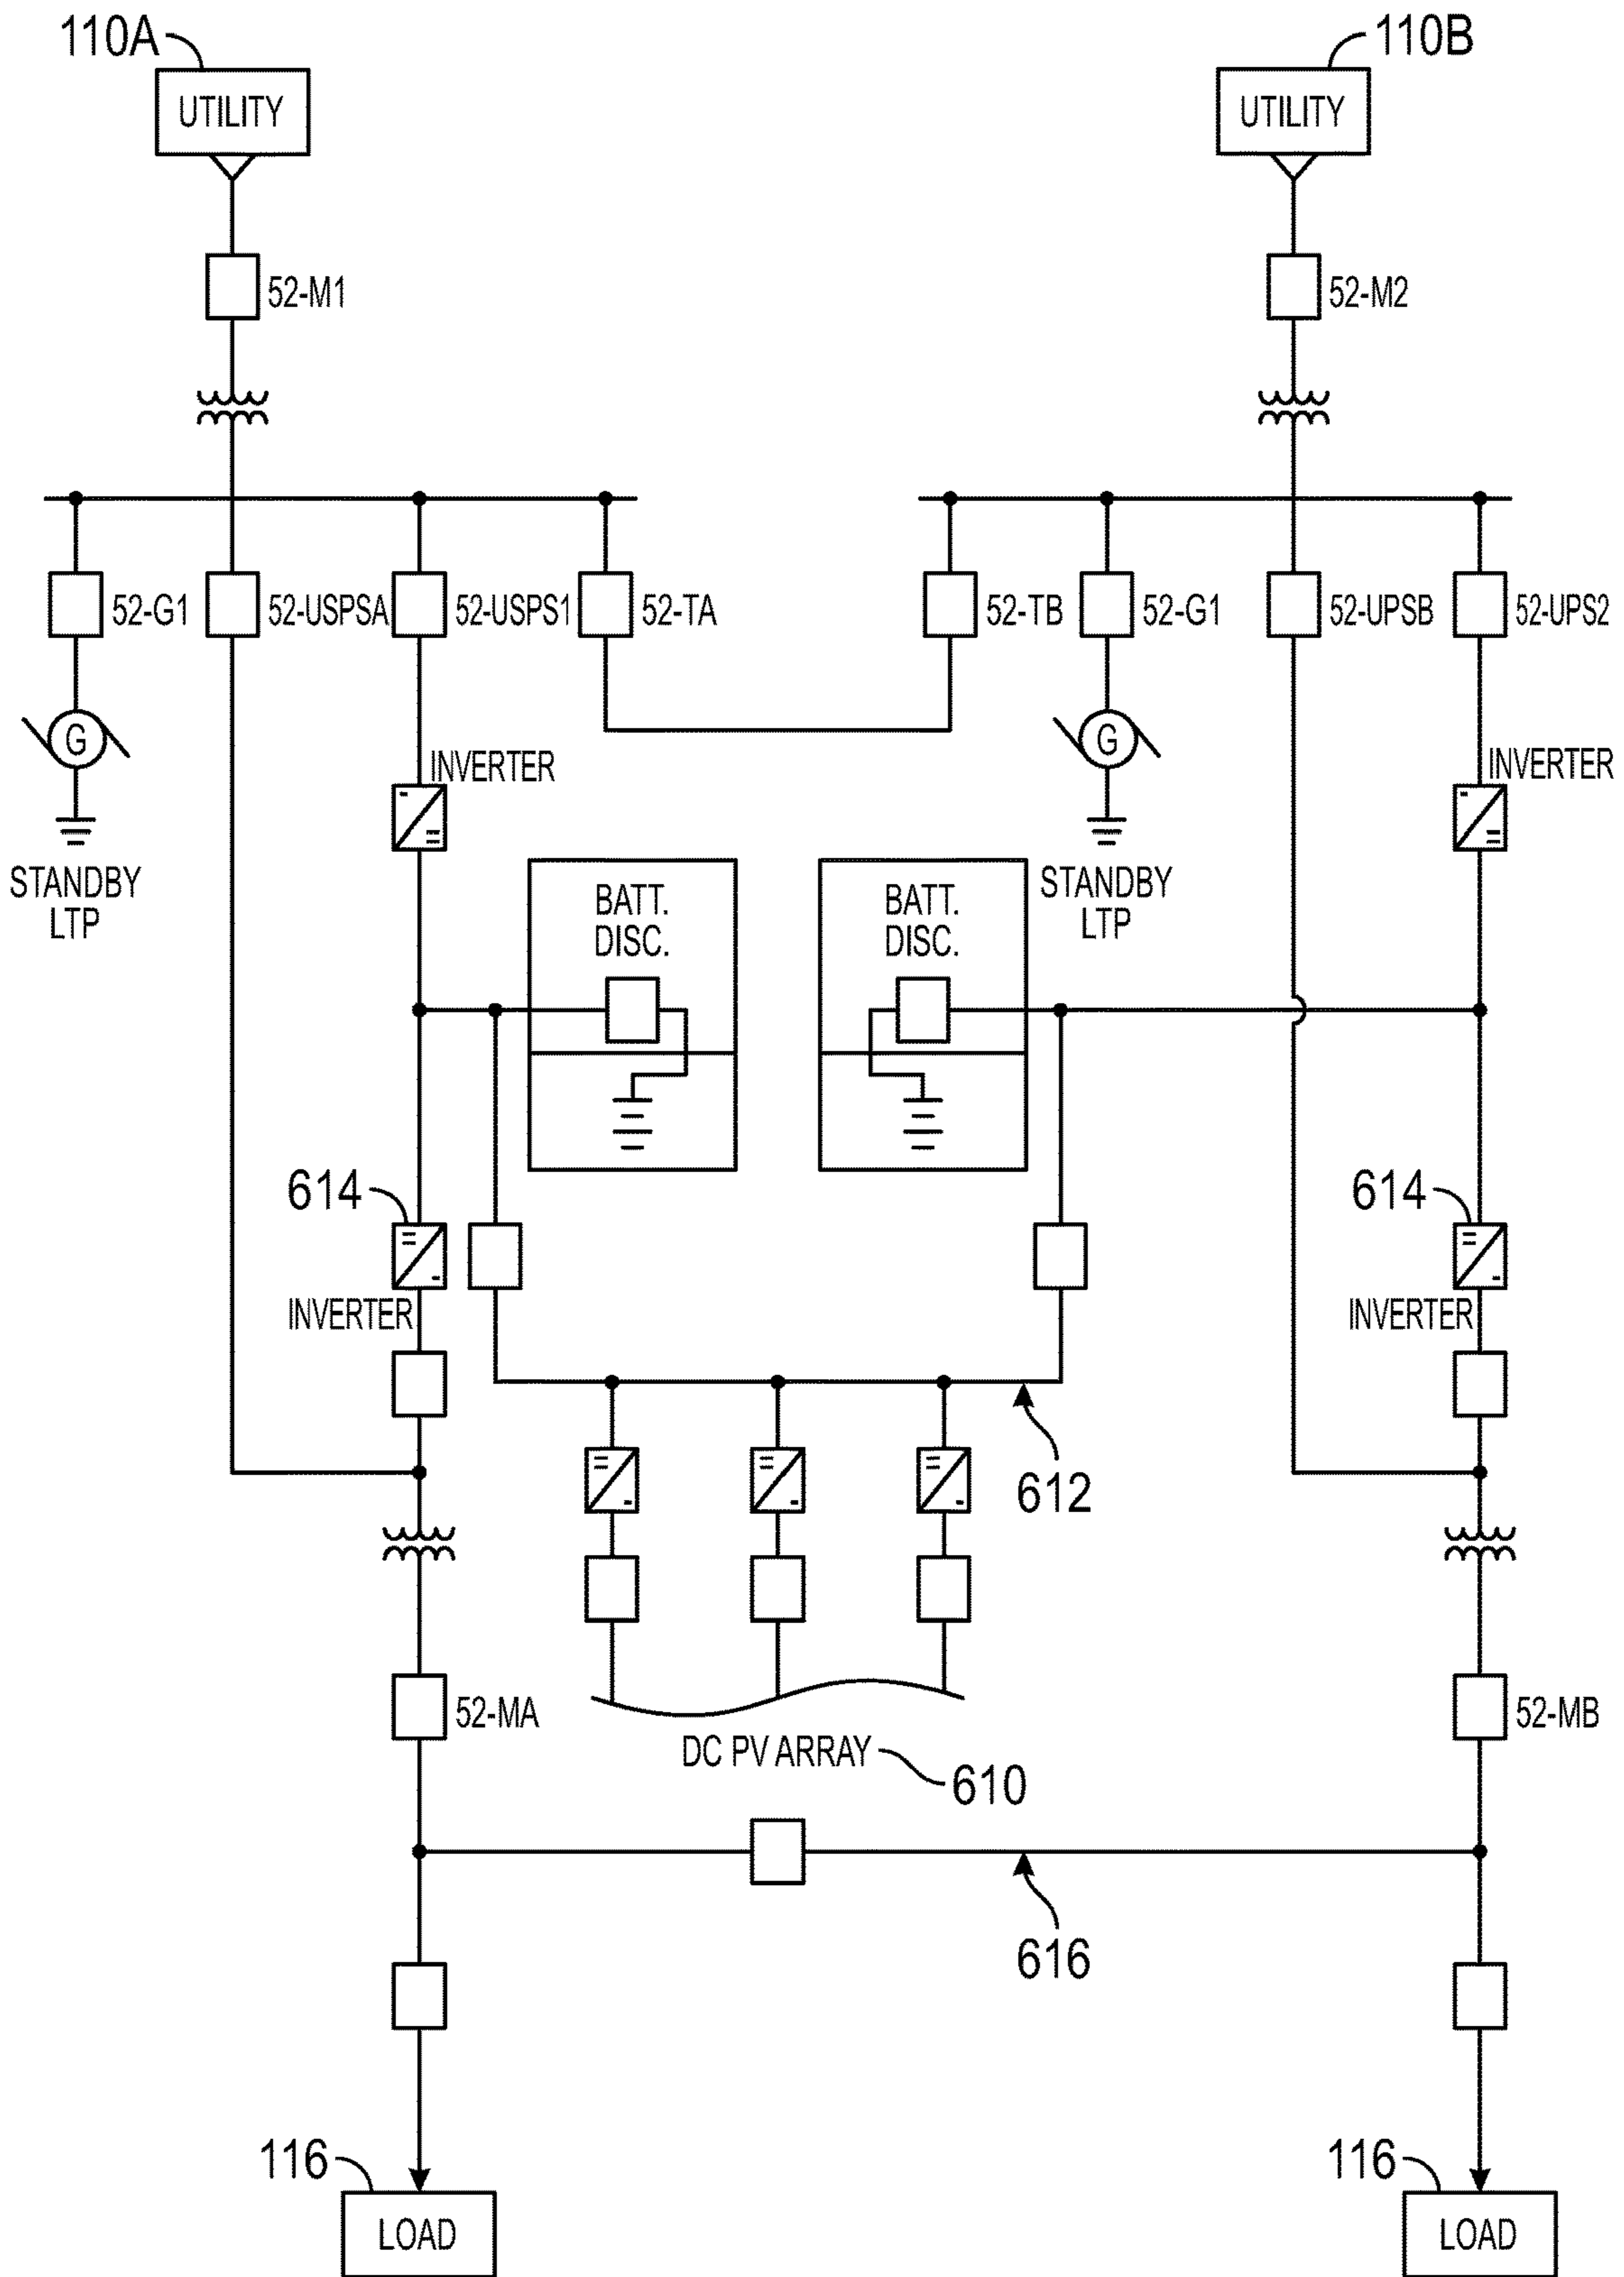 110A
110B
UTILITY
UTILITY
52-M1
52-M2
52-G1
52-USPSA
52-USPS1
52-TA
52-TB
52-G1
52-UPSB
52-UPS2
G
G
INVERTER
INVERTER
STANDBY
LTP
BATT.
DISC.
BATT.
DISC.
STANDBY
LTP
614
614
INVERTER
INVERTER
612
52-MA
52-MB
DC PV ARRAY
610
616
116
116
LOAD
LOAD